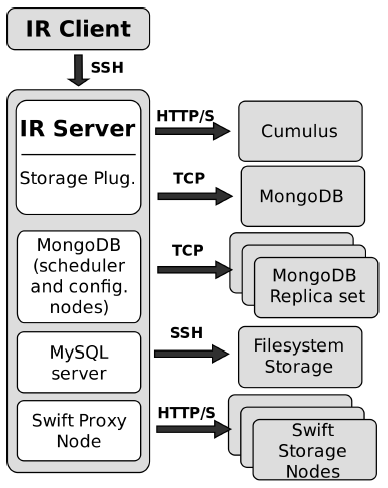 IR Client
SSH
IR Server
Storage Plug.
HTTP/S
Cumulus
TCP
MongoDB
MongoDB
(scheduler
and config.
nodes)
TCP
MongoDB
Replica set
MySQL
server
SSH
Filesystem
Storage
Swift Proxy
Node
HTTP/S
Swift
Storage
Nodes